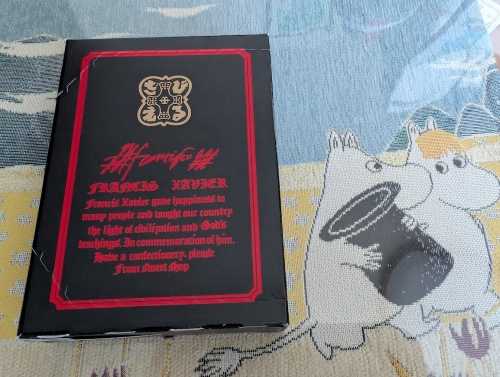 Francisco
FRANCIS XAVIER
Francis Xavier gave happiness to
many people and taught our country
the light of civilization and God's
teachings. In commemoration of him.
Have a confectionery, please
From Sweet Shop